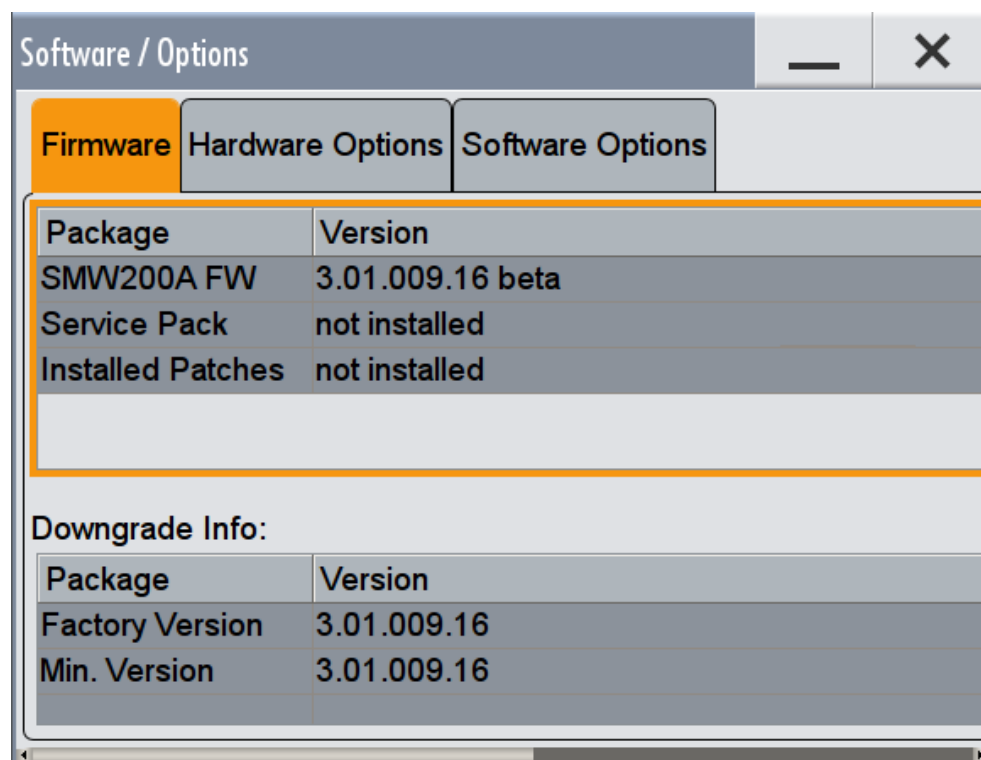 Software / Options
Firmware Hardware Options Software Options
Package Version
SMW200A FW 3.01.009.16 beta
Service Pack not installed
Installed Patches not installed
Downgrade Info:
Package Version
Factory Version 3.01.009.16
Min. Version 3.01.009.16